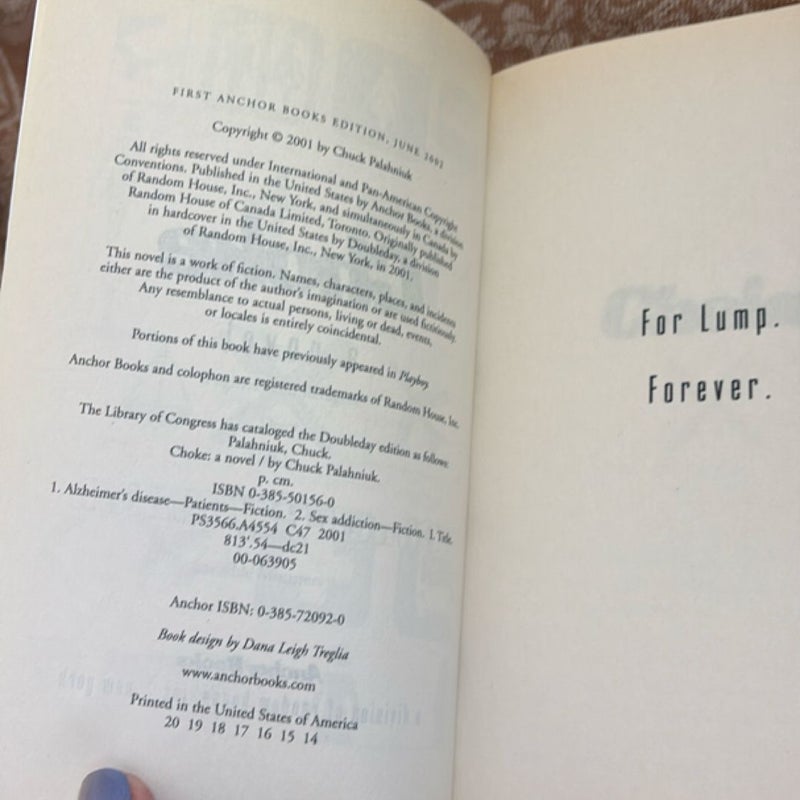 FIRST ANCHOR BOOKS EDITION, JUNE 2002
Copyright © 2001 by Chuck Palahniuk
All rights reserved under International and Pan-American Copyright
Conventions. Published in the United States by Anchor Books, a division
of Random House, Inc., New York, and simultaneously in Canada by
Random House of Canada Limited, Toronto. Originally published
in hardcover in the United States by Doubleday, a division
of Random House, Inc., New York, in 2001.
This novel is a work of fiction. Names, characters, places, and incidents
either are the product of the author's imagination or are used fictitiously.
Any resemblance to actual persons, living or dead, events,
or locales is entirely coincidental.
Portions of this book have previously appeared in Playboy
Anchor Books and colophon are registered trademarks of Random House, Inc.
The Library of Congress has cataloged the Doubleday edition as follows:
Palahniuk, Chuck.
Choke: a novel / by Chuck Palahniuk.
p. cm.
ISBN 0-385-50156-0
1. Alzheimer's disease—Patients—Fiction. 2. Sex addiction—Fiction. I. Title.
PS3566.A4554 C47 2001
813'.54—dc21
00-063905
Anchor ISBN: 0-385-72092-0
Book design by Dana Leigh Treglia
www.anchorbooks.com
Printed in the United States of America
20 19 18 17 16 15 14
For Lump.
Forever.